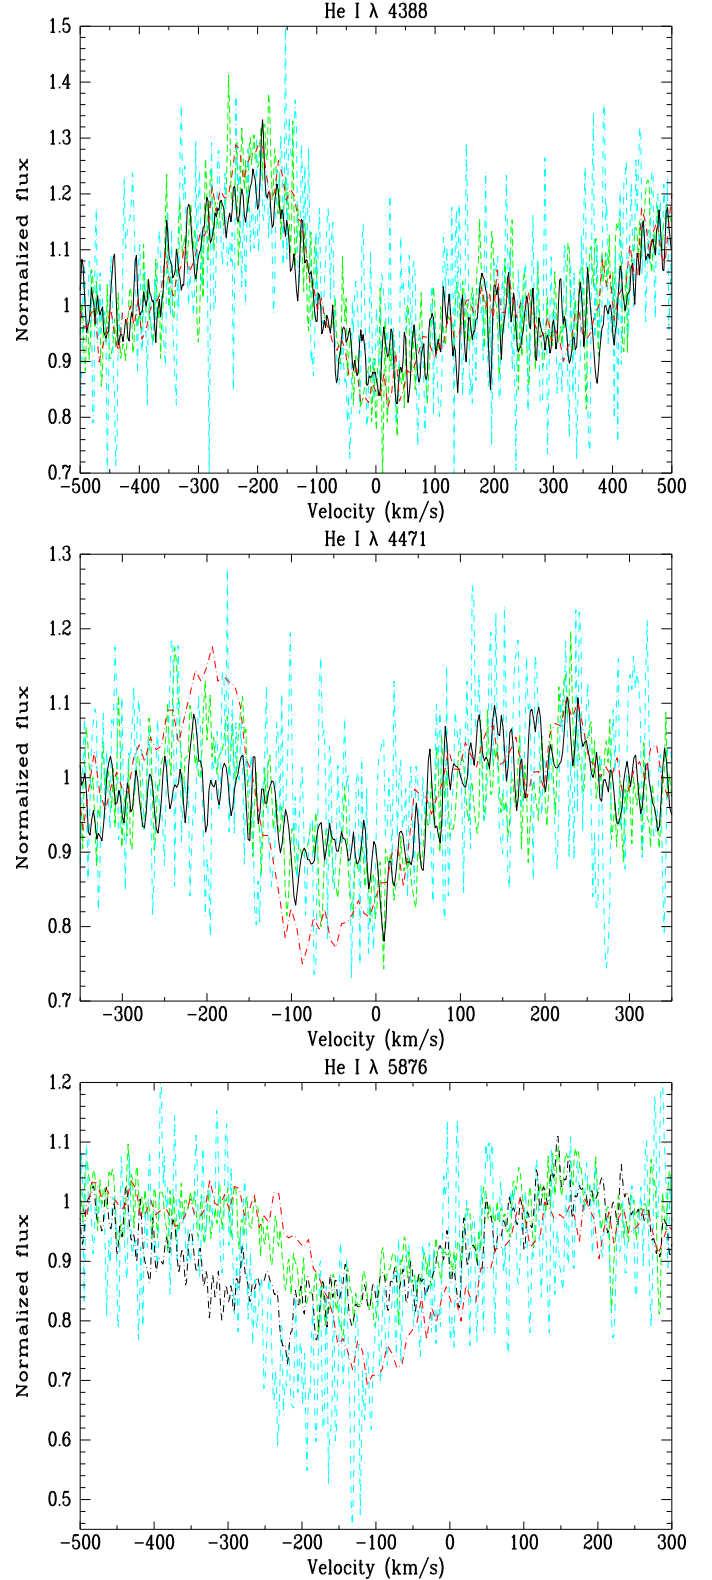 He I λ 4388
1.5
1.4
1.3
1.2
1.1
1
0.9
0.8
0.7
Normalized flux
−500 −400 −300 −200 −100 0 100 200 300 400 500
Velocity (km/s)
He I λ 4471
1.3
1.2
1.1
1
0.9
0.8
0.7
Normalized flux
−300 −200 −100 0 100 200 300
Velocity (km/s)
He I λ 5876
1.2
1.1
1
0.9
0.8
0.7
0.6
0.5
Normalized flux
−500 −400 −300 −200 −100 0 100 200 300
Velocity (km/s)